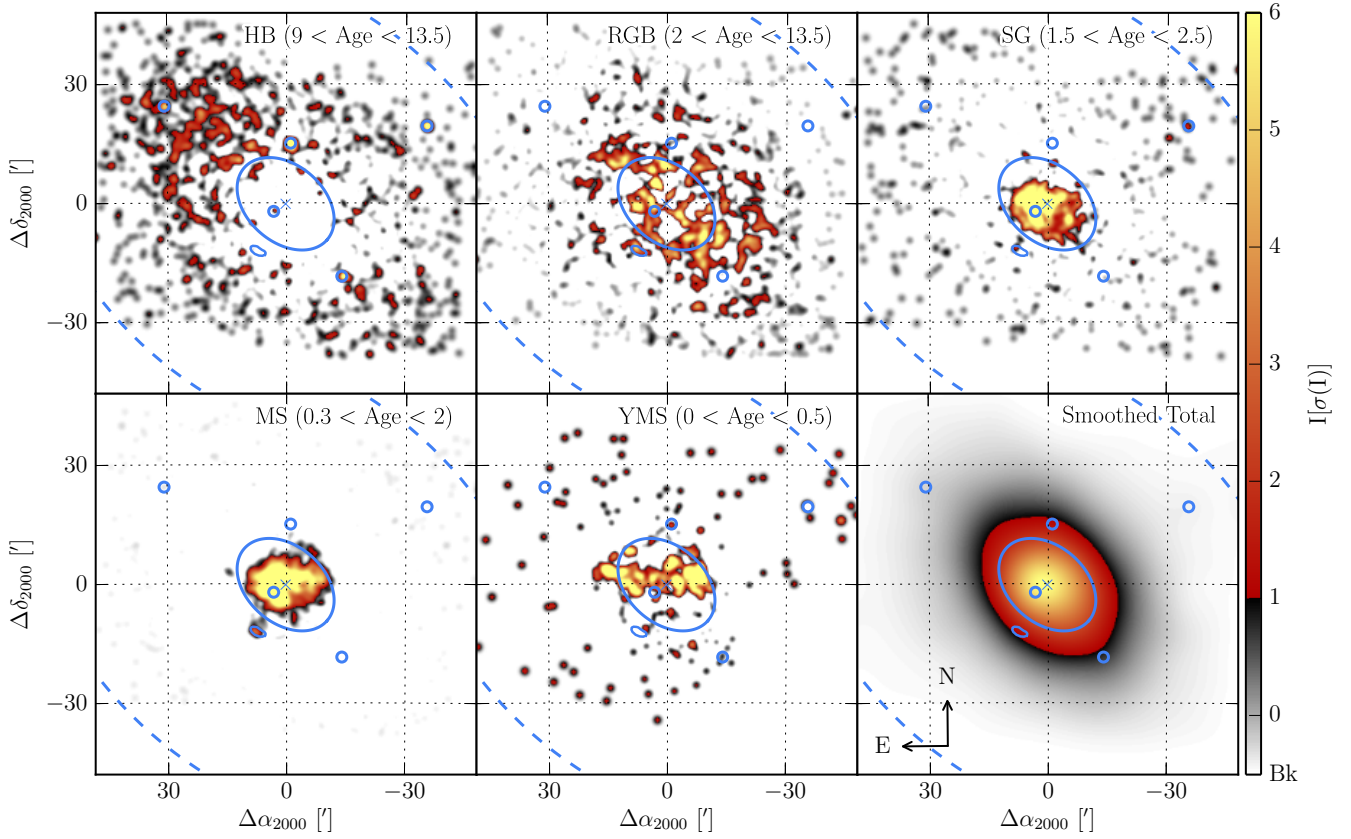 HB (9 < Age < 13.5)
RGB (2 < Age < 13.5)
SG (1.5 < Age < 2.5)
MS (0.3 < Age < 2)
YMS (0 < Age < 0.5)
Smoothed Total
N
E
Δδ₂₀₀₀ [′]
30
0
−30
Δδ₂₀₀₀ [′]
30
0
−30
30
0
−30
Δα₂₀₀₀ [′]
30
0
−30
Δα₂₀₀₀ [′]
30
0
−30
Δα₂₀₀₀ [′]
6
5
4
3
2
1
0
Bk
I[σ(I)]